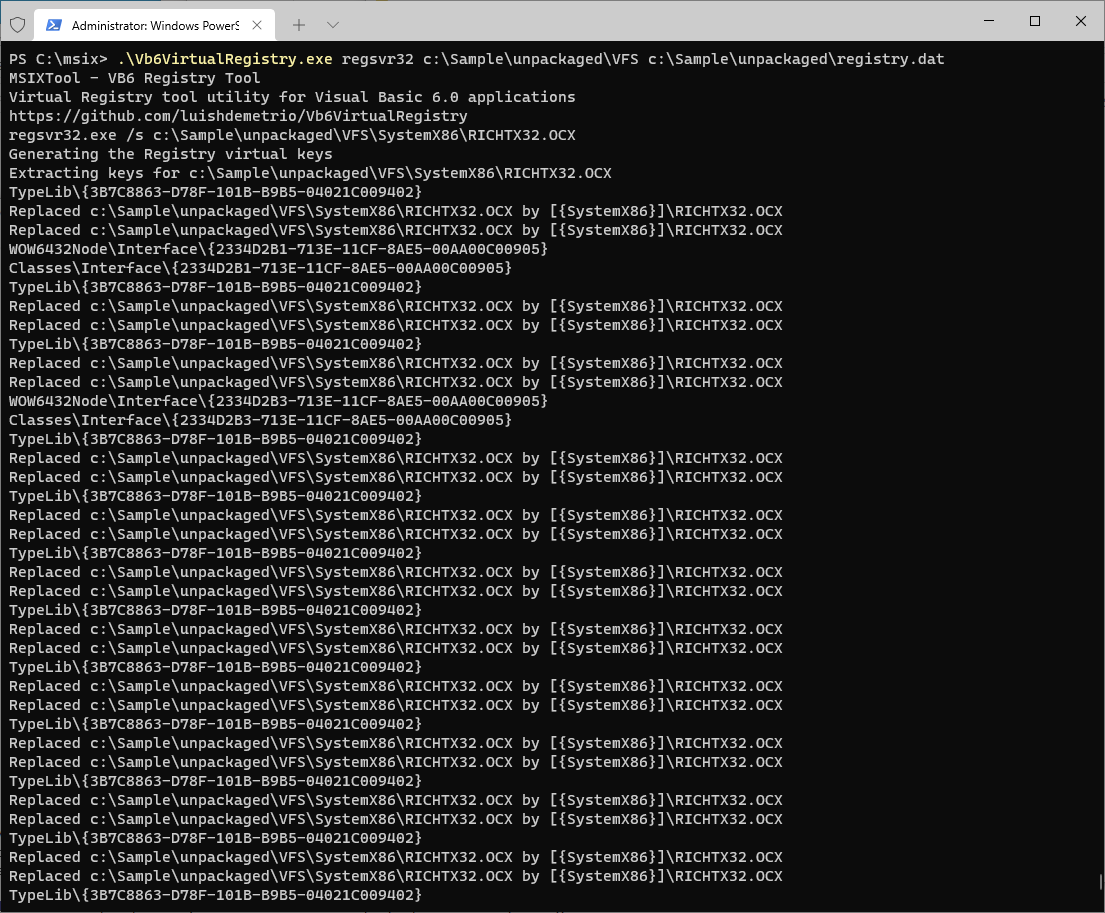 Administrator: Windows PowerS
PS C:\msix> .\Vb6VirtualRegistry.exe regsvr32 c:\Sample\unpackaged\VFS c:\Sample\unpackaged\registry.dat
MSIXTool - VB6 Registry Tool
Virtual Registry tool utility for Visual Basic 6.0 applications
https://github.com/luishdemetrio/Vb6VirtualRegistry
regsvr32.exe /s c:\Sample\unpackaged\VFS\SystemX86\RICHTX32.OCX
Generating the Registry virtual keys
Extracting keys for c:\Sample\unpackaged\VFS\SystemX86\RICHTX32.OCX
TypeLib\{3B7C8863-D78F-101B-B9B5-04021C009402}
Replaced c:\Sample\unpackaged\VFS\SystemX86\RICHTX32.OCX by [{SystemX86}]\RICHTX32.OCX
Replaced c:\Sample\unpackaged\VFS\SystemX86\RICHTX32.OCX by [{SystemX86}]\RICHTX32.OCX
WOW6432Node\Interface\{2334D2B1-713E-11CF-8AE5-00AA00C00905}
Classes\Interface\{2334D2B1-713E-11CF-8AE5-00AA00C00905}
TypeLib\{3B7C8863-D78F-101B-B9B5-04021C009402}
Replaced c:\Sample\unpackaged\VFS\SystemX86\RICHTX32.OCX by [{SystemX86}]\RICHTX32.OCX
Replaced c:\Sample\unpackaged\VFS\SystemX86\RICHTX32.OCX by [{SystemX86}]\RICHTX32.OCX
TypeLib\{3B7C8863-D78F-101B-B9B5-04021C009402}
Replaced c:\Sample\unpackaged\VFS\SystemX86\RICHTX32.OCX by [{SystemX86}]\RICHTX32.OCX
Replaced c:\Sample\unpackaged\VFS\SystemX86\RICHTX32.OCX by [{SystemX86}]\RICHTX32.OCX
WOW6432Node\Interface\{2334D2B3-713E-11CF-8AE5-00AA00C00905}
Classes\Interface\{2334D2B3-713E-11CF-8AE5-00AA00C00905}
TypeLib\{3B7C8863-D78F-101B-B9B5-04021C009402}
Replaced c:\Sample\unpackaged\VFS\SystemX86\RICHTX32.OCX by [{SystemX86}]\RICHTX32.OCX
Replaced c:\Sample\unpackaged\VFS\SystemX86\RICHTX32.OCX by [{SystemX86}]\RICHTX32.OCX
TypeLib\{3B7C8863-D78F-101B-B9B5-04021C009402}
Replaced c:\Sample\unpackaged\VFS\SystemX86\RICHTX32.OCX by [{SystemX86}]\RICHTX32.OCX
Replaced c:\Sample\unpackaged\VFS\SystemX86\RICHTX32.OCX by [{SystemX86}]\RICHTX32.OCX
TypeLib\{3B7C8863-D78F-101B-B9B5-04021C009402}
Replaced c:\Sample\unpackaged\VFS\SystemX86\RICHTX32.OCX by [{SystemX86}]\RICHTX32.OCX
Replaced c:\Sample\unpackaged\VFS\SystemX86\RICHTX32.OCX by [{SystemX86}]\RICHTX32.OCX
TypeLib\{3B7C8863-D78F-101B-B9B5-04021C009402}
Replaced c:\Sample\unpackaged\VFS\SystemX86\RICHTX32.OCX by [{SystemX86}]\RICHTX32.OCX
Replaced c:\Sample\unpackaged\VFS\SystemX86\RICHTX32.OCX by [{SystemX86}]\RICHTX32.OCX
TypeLib\{3B7C8863-D78F-101B-B9B5-04021C009402}
Replaced c:\Sample\unpackaged\VFS\SystemX86\RICHTX32.OCX by [{SystemX86}]\RICHTX32.OCX
Replaced c:\Sample\unpackaged\VFS\SystemX86\RICHTX32.OCX by [{SystemX86}]\RICHTX32.OCX
TypeLib\{3B7C8863-D78F-101B-B9B5-04021C009402}
Replaced c:\Sample\unpackaged\VFS\SystemX86\RICHTX32.OCX by [{SystemX86}]\RICHTX32.OCX
Replaced c:\Sample\unpackaged\VFS\SystemX86\RICHTX32.OCX by [{SystemX86}]\RICHTX32.OCX
TypeLib\{3B7C8863-D78F-101B-B9B5-04021C009402}
Replaced c:\Sample\unpackaged\VFS\SystemX86\RICHTX32.OCX by [{SystemX86}]\RICHTX32.OCX
Replaced c:\Sample\unpackaged\VFS\SystemX86\RICHTX32.OCX by [{SystemX86}]\RICHTX32.OCX
TypeLib\{3B7C8863-D78F-101B-B9B5-04021C009402}
Replaced c:\Sample\unpackaged\VFS\SystemX86\RICHTX32.OCX by [{SystemX86}]\RICHTX32.OCX
Replaced c:\Sample\unpackaged\VFS\SystemX86\RICHTX32.OCX by [{SystemX86}]\RICHTX32.OCX
TypeLib\{3B7C8863-D78F-101B-B9B5-04021C009402}